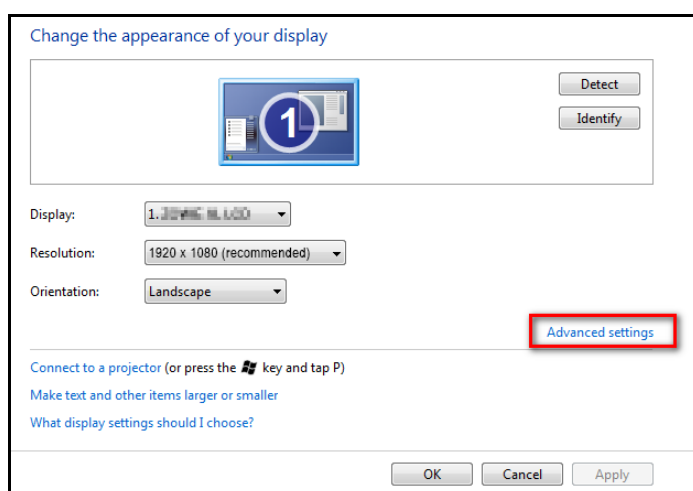 Change the appearance of your display
Detect
1
Identify
Display: 1.
Resolution: 1920 x 1080 (recommended)
Orientation: Landscape
Advanced settings
Connect to a projector (or press the key and tap P)
Make text and other items larger or smaller
What display settings should I choose?
OK Cancel Apply